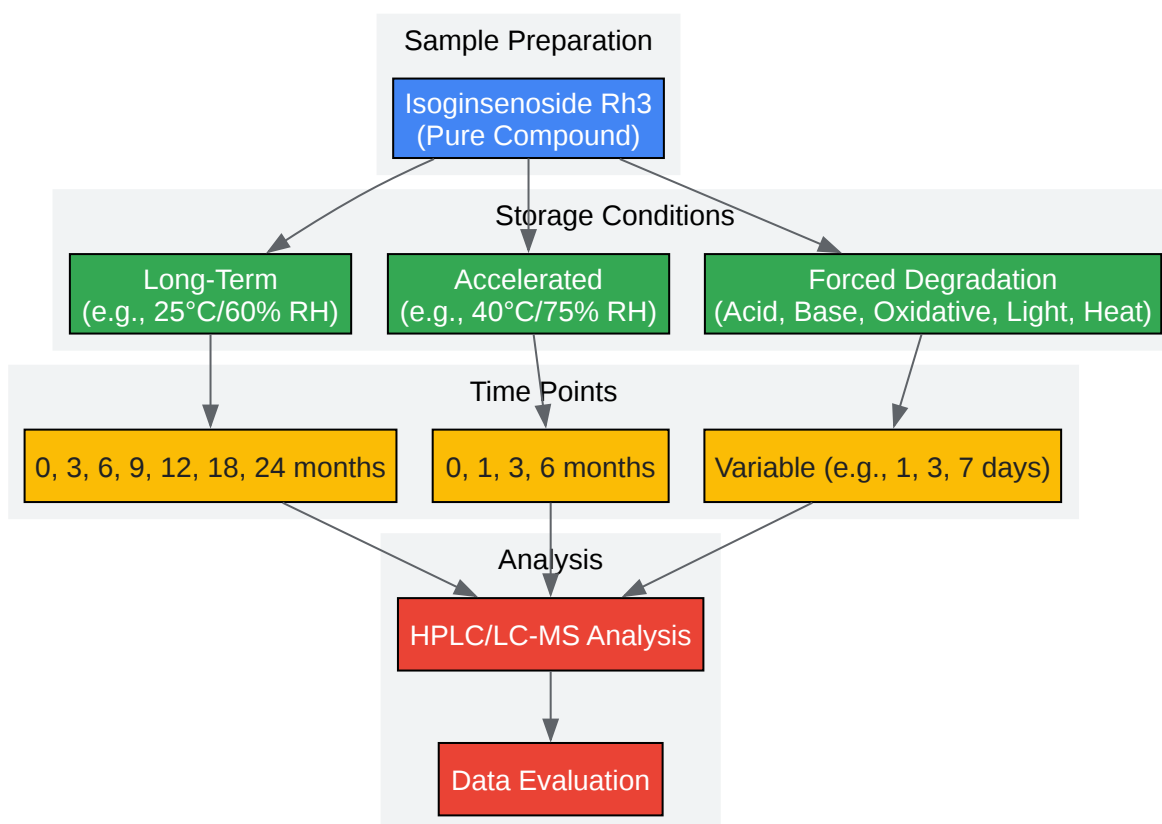 Sample Preparation
Isoginsenoside Rh3
(Pure Compound)
Storage Conditions
Long-Term
(e.g., 25°C/60% RH)
Accelerated
(e.g., 40°C/75% RH)
Forced Degradation
(Acid, Base, Oxidative, Light, Heat)
Time Points
0, 3, 6, 9, 12, 18, 24 months
0, 1, 3, 6 months
Variable (e.g., 1, 3, 7 days)
Analysis
HPLC/LC-MS Analysis
Data Evaluation